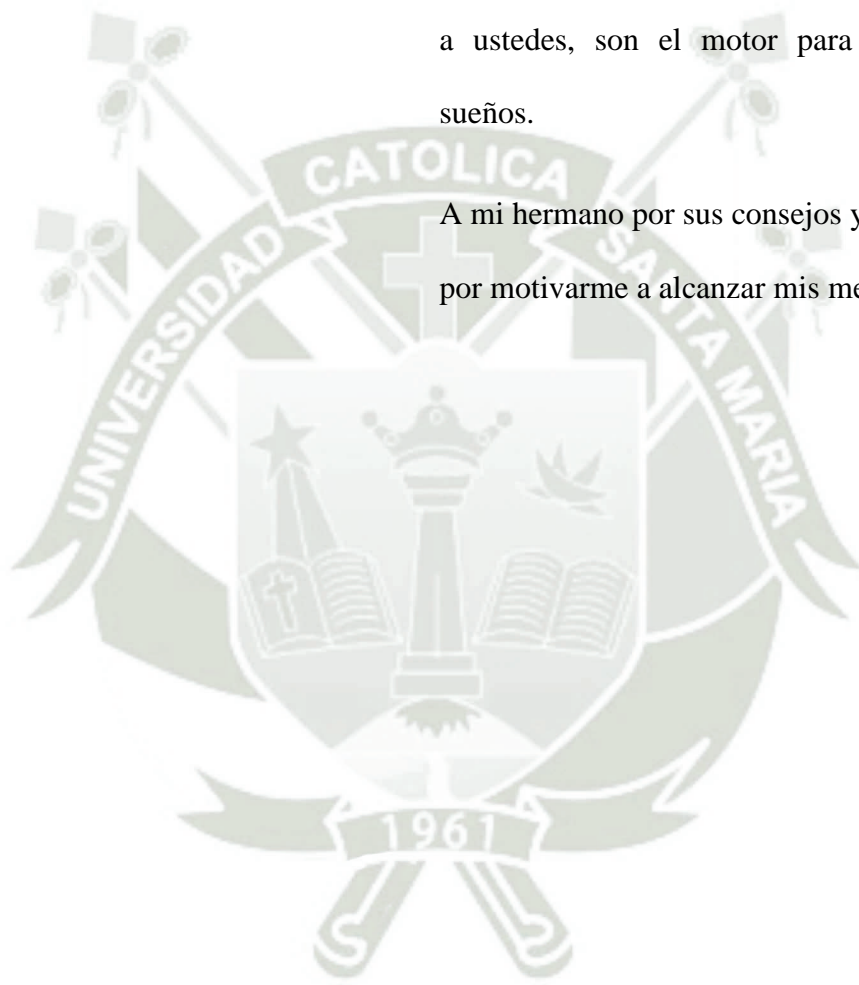 a ustedes, son el motor para
sueños.
A mi hermano por sus consejos y
por motivarme a alcanzar mis
UNIVERSIDAD CATOLICA SANTA MARIA
1961